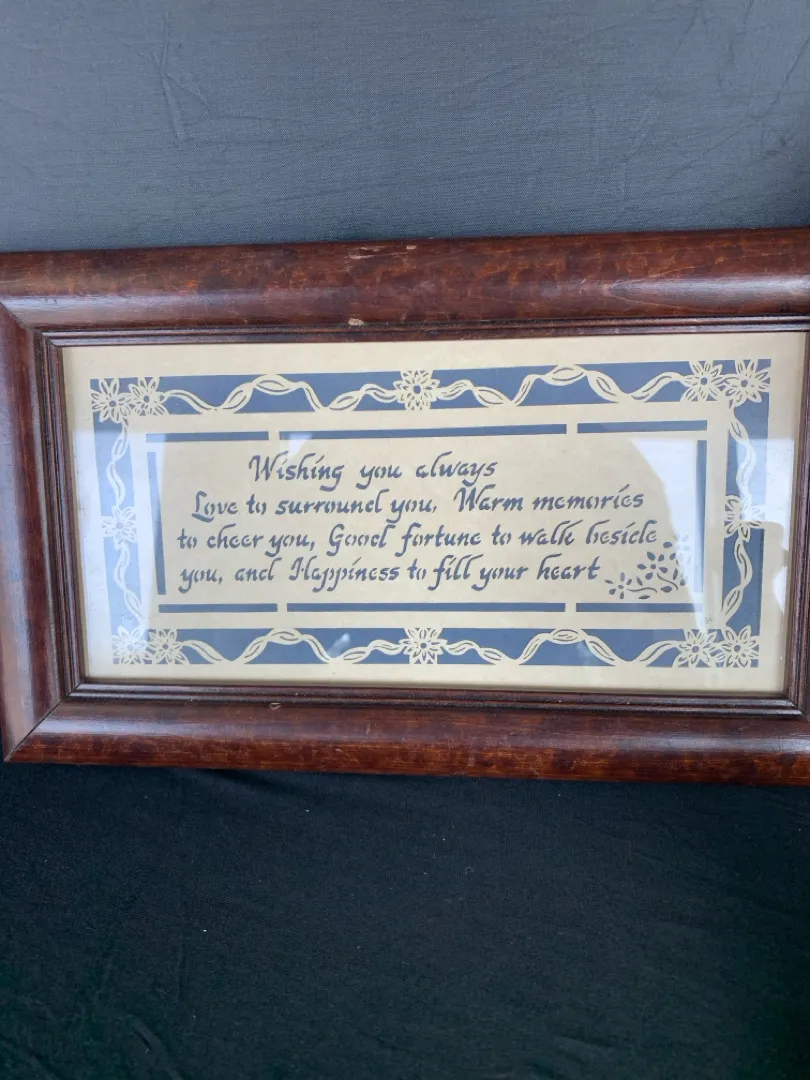 Wishing you always
Love to surround you, Warm memories
to cheer you, Good fortune to walk beside
you, and Happiness to fill your heart